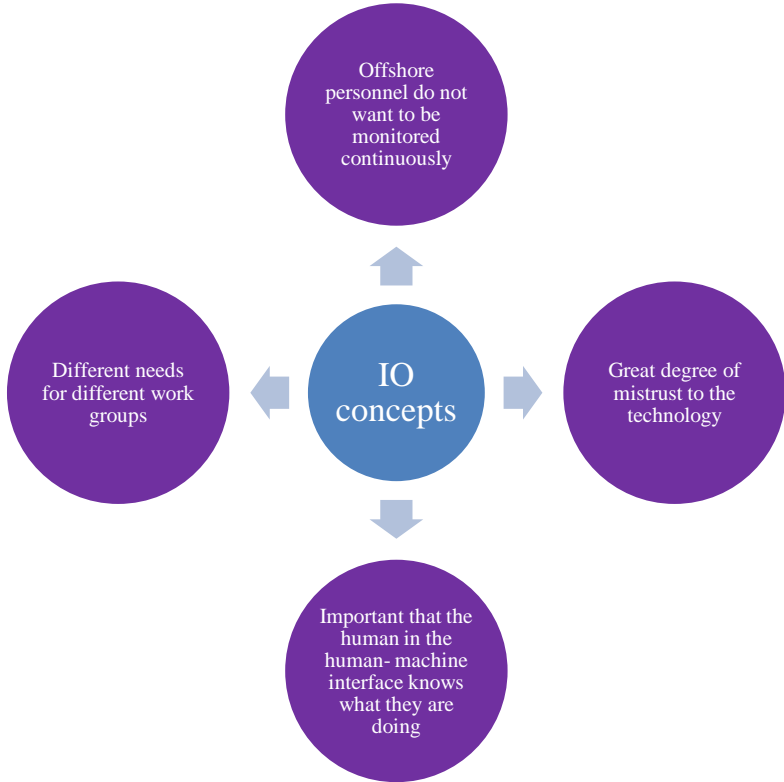 Offshore
personnel do not
want to be
monitored
continuously
Different needs
for different work
groups
IO
concepts
Great degree of
mistrust to the
technology
Important that the
human in the
human- machine
interface knows
what they are
doing